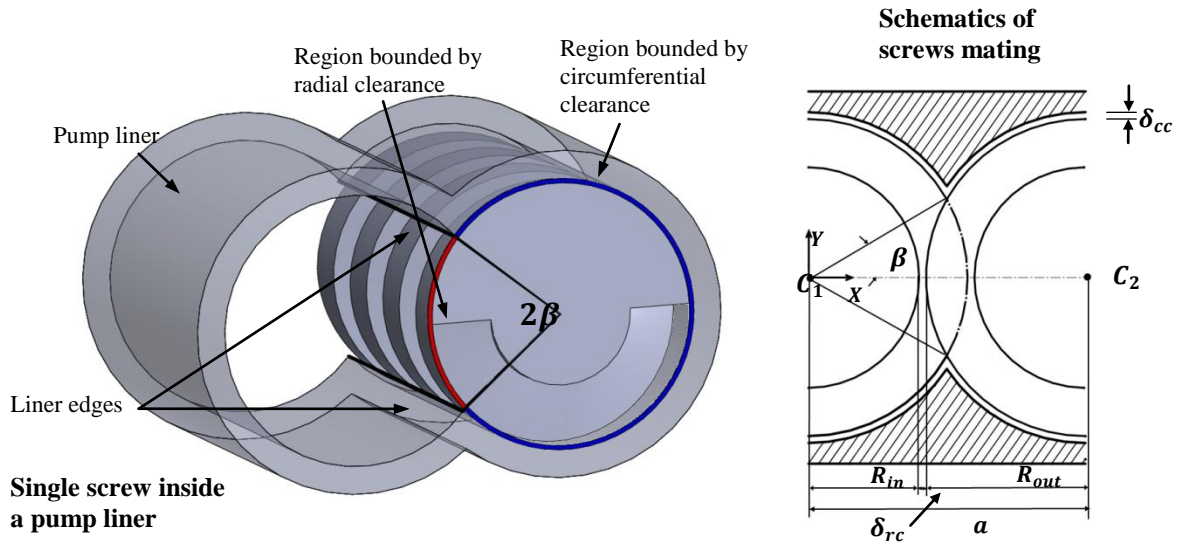 Region bounded by
radial clearance
Region bounded by
circumferential
clearance
Pump liner
2β
Liner edges
Single screw inside
a pump liner
Schematics of
screws mating
δcc
Y
β
C1
X
C2
Rin
Rout
δrc
a